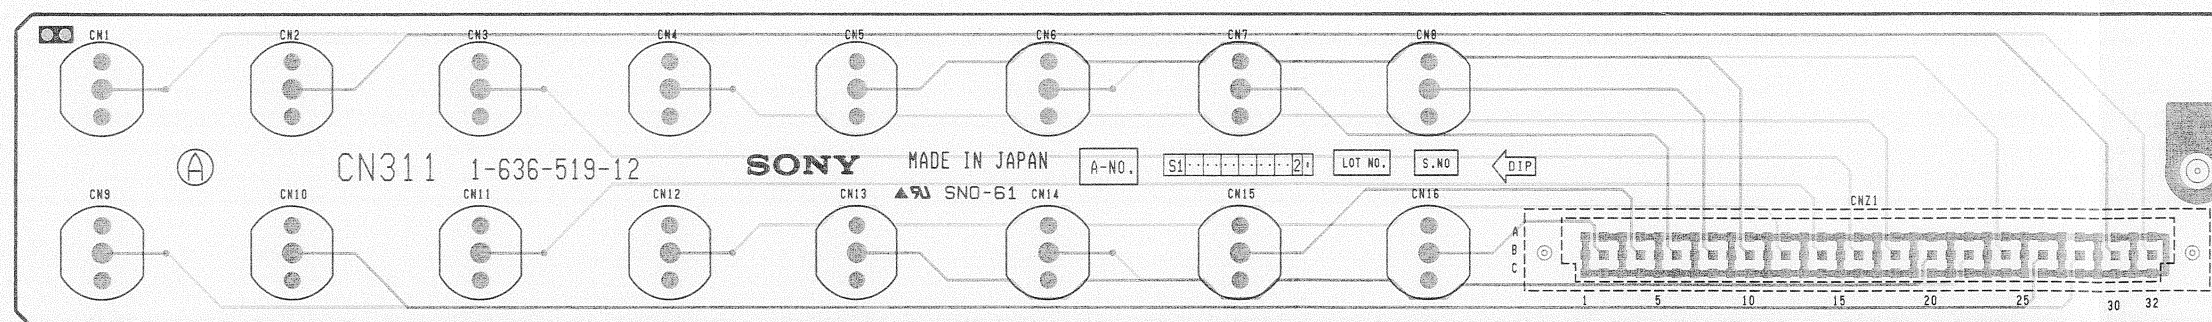 CN1 CN2 CN3 CN4 CN5 CN6 CN7 CN8
A CN311 1-636-519-12 SONY MADE IN JAPAN A-NO. S1 2 LOT NO. S.NO DIP
SNO-61
CN9 CN10 CN11 CN12 CN13 CN14 CN15 CN16 CNZ1
A
B
C
1 5 10 15 20 25 30 32